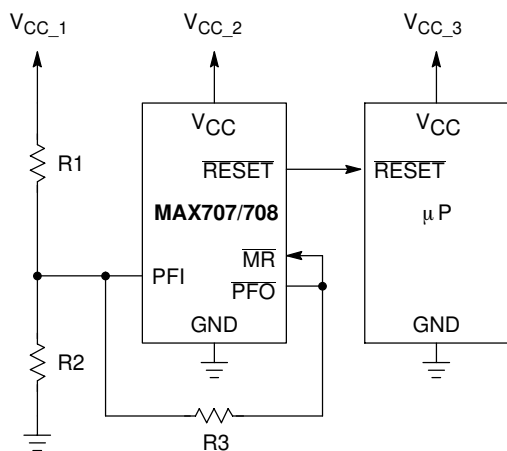 VCC_1
VCC_2
VCC_3
VCC
VCC
R1
RESET
RESET
MAX707/708
µP
MR
PFI
PFO
GND
GND
R2
R3